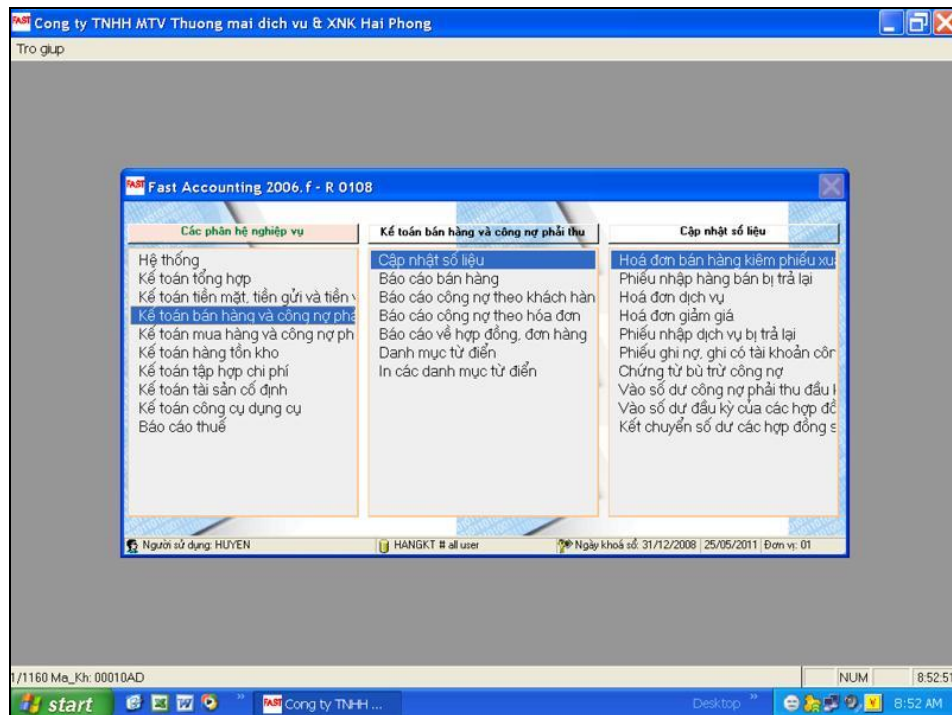 FAST Cong ty TNHH MTV Thuong mai dich vu & XNK Hai Phong
Tro giup
FAST Fast Accounting 2006.f - R 0108
Các phân hệ nghiệp vụ
Hệ thống
Kế toán tổng hợp
Kế toán tiền mặt, tiền gửi và tiền v
Kế toán bán hàng và công nợ phả
Kế toán mua hàng và công nợ ph
Kế toán hàng tồn kho
Kế toán tập hợp chi phí
Kế toán tài sản cố định
Kế toán công cụ dụng cụ
Báo cáo thuế
Kế toán bán hàng và công nợ phải thu
Cập nhật số liệu
Báo cáo bán hàng
Báo cáo công nợ theo khách hàn
Báo cáo công nợ theo hóa đơn
Báo cáo về hợp đồng, đơn hàng
Danh mục từ điển
In các danh mục từ điển
Cập nhật số liệu
Hoá đơn bán hàng kiêm phiếu xu
Phiếu nhập hàng bán bị trả lại
Hoá đơn dịch vụ
Hoá đơn giảm giá
Phiếu nhập dịch vụ bị trả lại
Phiếu ghi nợ, ghi có tài khoản côn
Chứng từ bù trừ công nợ
Vào số dư công nợ phải thu đầu k
Vào số dư đầu kỳ của các hợp đồ
Kết chuyển số dư các hợp đồng s
Người sử dụng: HUYEN
HANGKT # all user
Ngày khoá sổ: 31/12/2008 25/05/2011 Đơn vị: 01
1/1160 Ma_Kh: 00010AD
NUM
8:52:51
start
FAST Cong ty TNHH ...
Desktop
8:52 AM